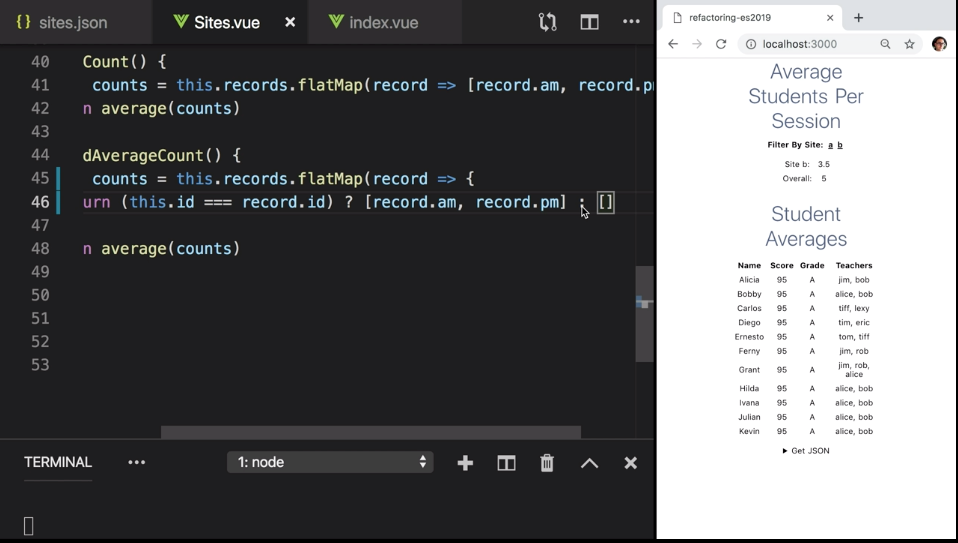 {} sites.json
Sites.vue ×
index.vue
•••
40 Count() {
41 counts = this.records.flatMap(record => [record.am, record.p
42 n average(counts)
43
44 dAverageCount() {
45 counts = this.records.flatMap(record => {
46 urn (this.id === record.id) ? [record.am, record.pm] : []
47
48 n average(counts)
49
50
51
52
53
TERMINAL ••• 1: node
refactoring-es2019 × +
localhost:3000
Average
Students Per
Session
Filter By Site: a b
Site b: 3.5
Overall: 5
Student
Averages
Name Score Grade Teachers
Alicia 95 A jim, bob
Bobby 95 A alice, bob
Carlos 95 A tiff, lexy
Diego 95 A tim, eric
Ernesto 95 A tom, tiff
Ferny 95 A jim, rob
Grant 95 A jim, rob,
alice
Hilda 95 A alice, bob
Ivana 95 A alice, bob
Julian 95 A alice, bob
Kevin 95 A alice, bob
Get JSON